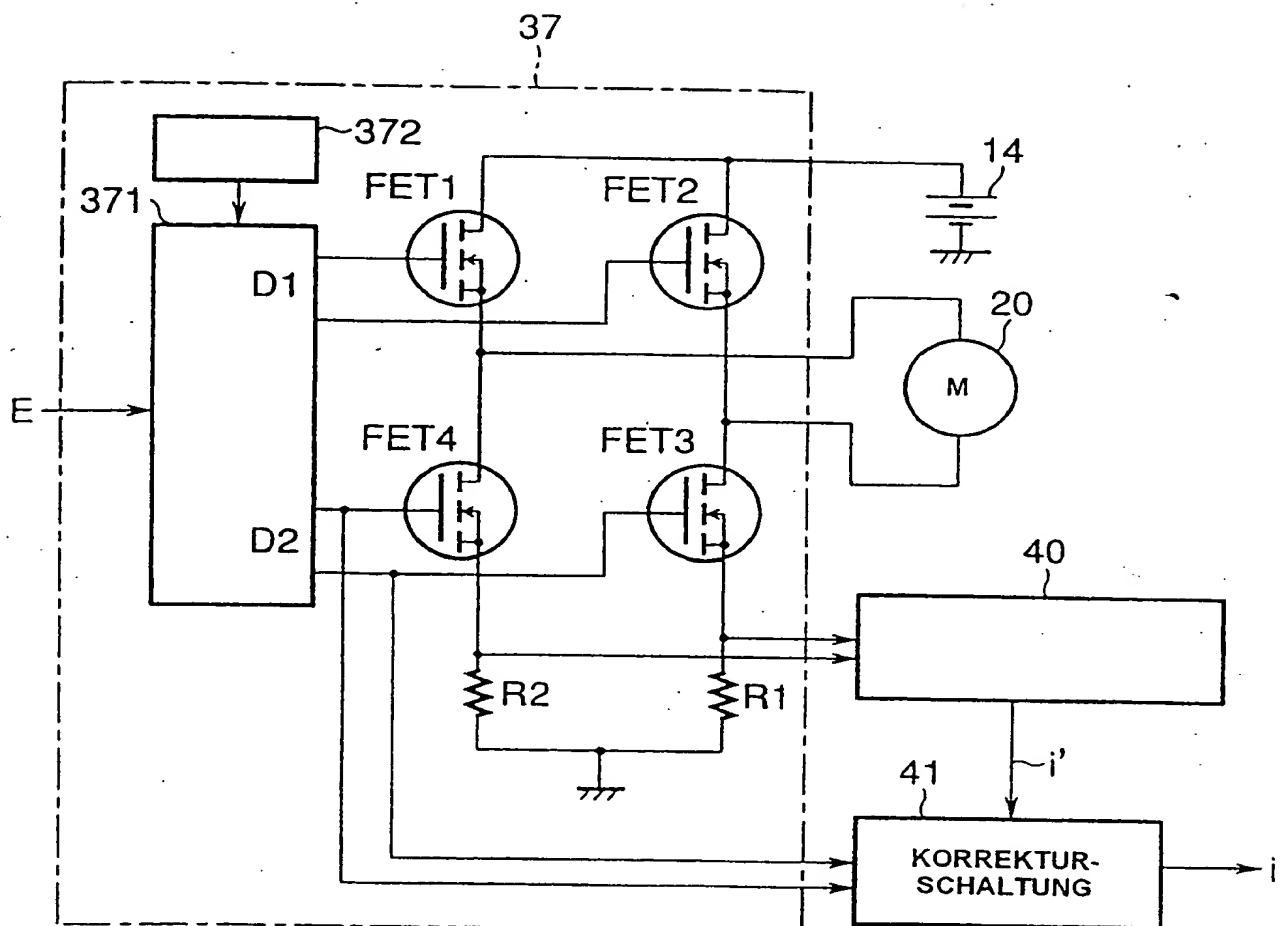 37
372
371
FET1
FET2
14
D1
20
M
E
FET4
FET3
D2
40
R2
R1
i'
41
KORREKTUR-
SCHALTUNG
i